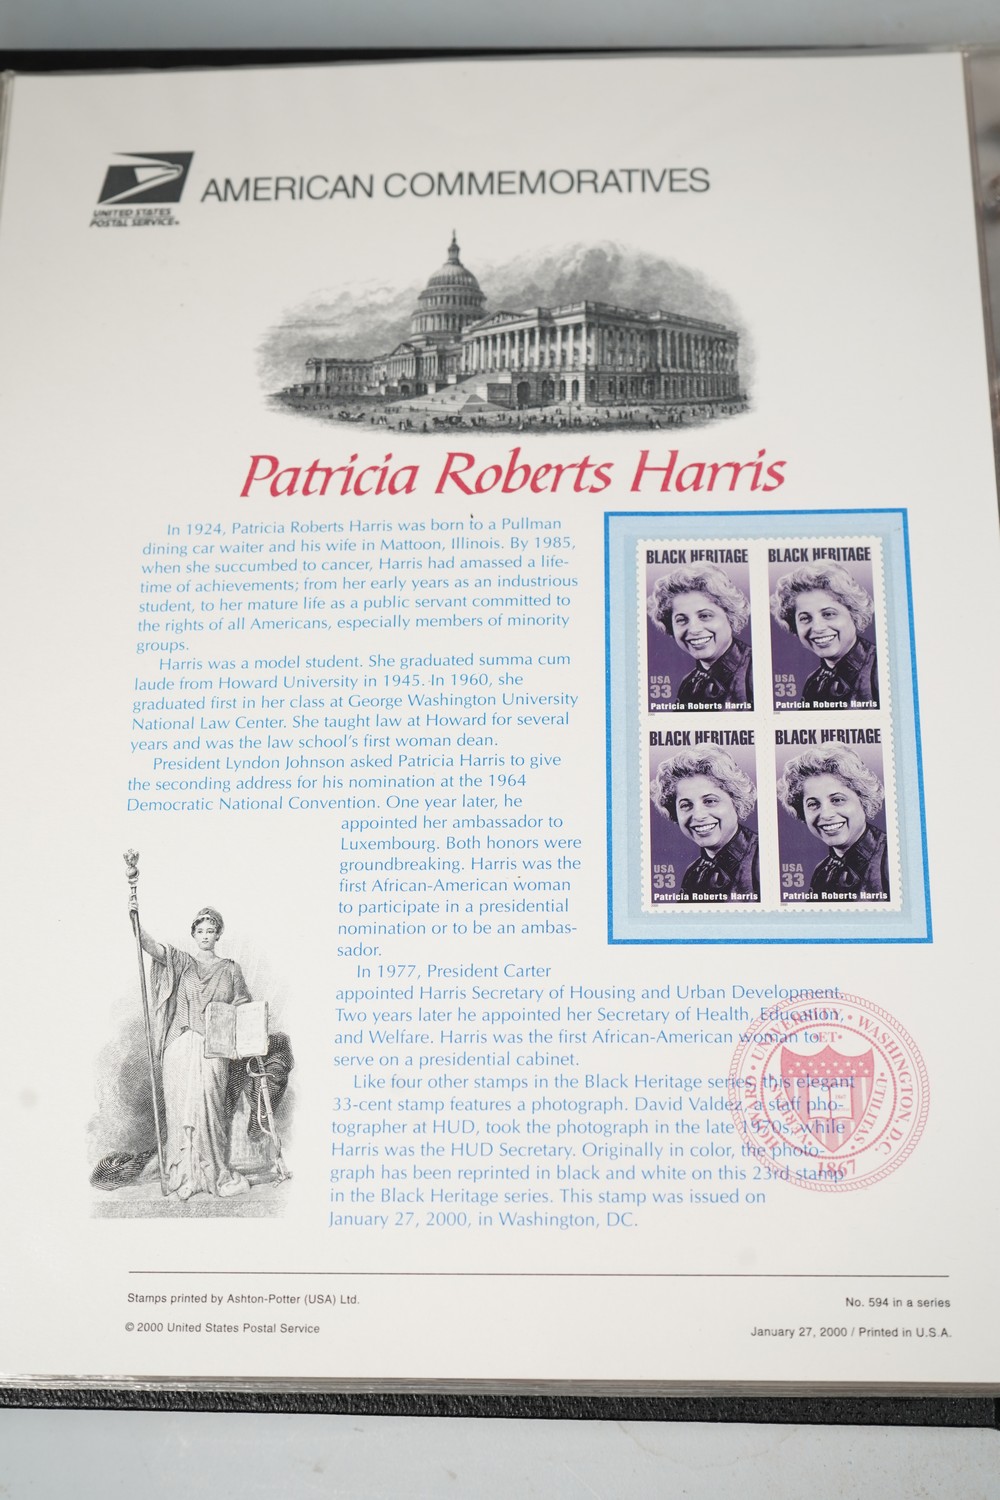 UNITED STATES
POSTAL SERVICE®
AMERICAN COMMEMORATIVES
Patricia Roberts Harris
In 1924, Patricia Roberts Harris was born to a Pullman
dining car waiter and his wife in Mattoon, Illinois. By 1985,
when she succumbed to cancer, Harris had amassed a life-
time of achievements; from her early years as an industrious
student, to her mature life as a public servant committed to
the rights of all Americans, especially members of minority
groups.
Harris was a model student. She graduated summa cum
laude from Howard University in 1945. In 1960, she
graduated first in her class at George Washington University
National Law Center. She taught law at Howard for several
years and was the law school's first woman dean.
President Lyndon Johnson asked Patricia Harris to give
the seconding address for his nomination at the 1964
Democratic National Convention. One year later, he
appointed her ambassador to
Luxembourg. Both honors were
groundbreaking. Harris was the
first African-American woman
to participate in a presidential
nomination or to be an ambas-
sador.
In 1977, President Carter
appointed Harris Secretary of Housing and Urban Development.
Two years later he appointed her Secretary of Health, Education,
and Welfare. Harris was the first African-American woman to
serve on a presidential cabinet.
Like four other stamps in the Black Heritage series, this elegant
33-cent stamp features a photograph. David Valdez, a staff pho-
tographer at HUD, took the photograph in the late 1970s, while
Harris was the HUD Secretary. Originally in color, the photo-
graph has been reprinted in black and white on this 23rd stamp
in the Black Heritage series. This stamp was issued on
January 27, 2000, in Washington, DC.
BLACK HERITAGE
USA
33
Patricia Roberts Harris
BLACK HERITAGE
USA
33
Patricia Roberts Harris
BLACK HERITAGE
USA
33
Patricia Roberts Harris
BLACK HERITAGE
USA
33
Patricia Roberts Harris
HOWARD • UNIVERSITY • WASHINGTON, D.C.
VERITAS • ET • UTILITAS
1867
Stamps printed by Ashton-Potter (USA) Ltd.
© 2000 United States Postal Service
No. 594 in a series
January 27, 2000 / Printed in U.S.A.